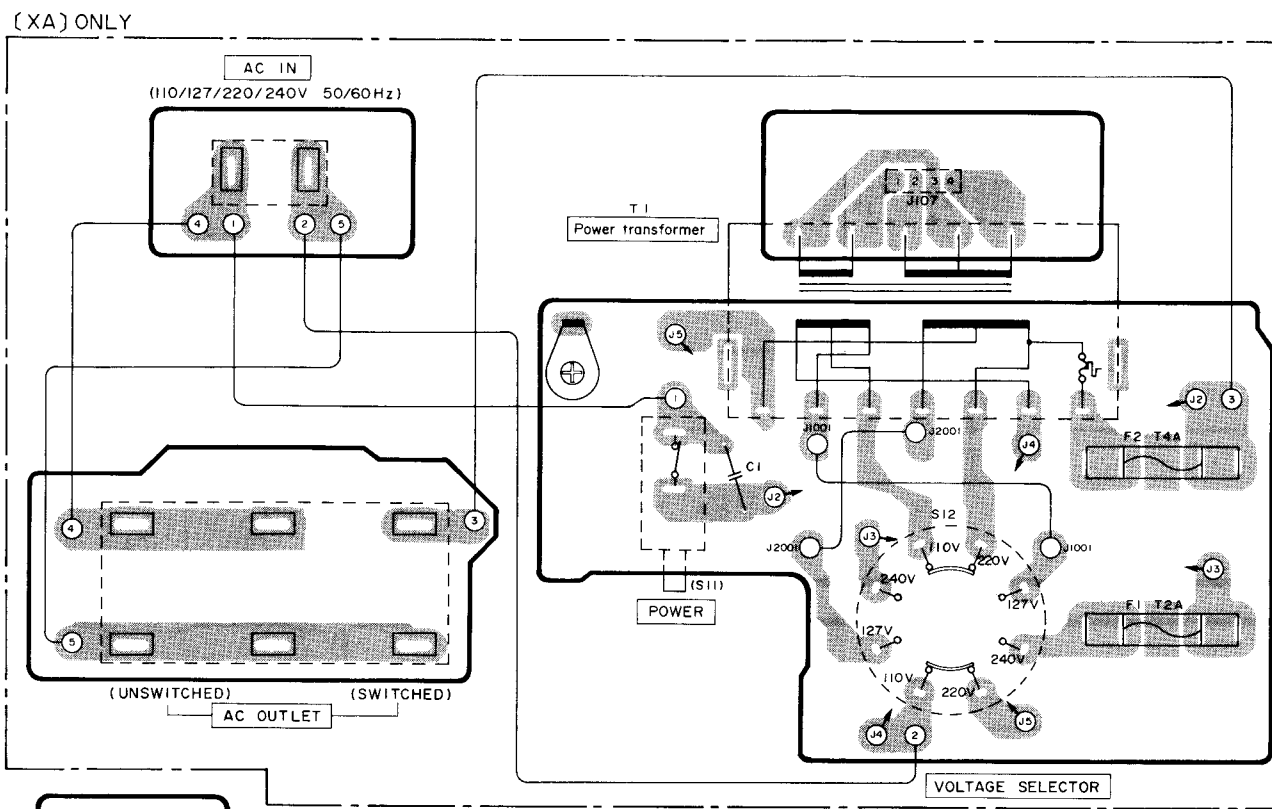 (XA) ONLY
AC IN
(110/127/220/240V 50/60Hz)
4
1
2
5
1 2 3 4
J107
T1
Power transformer
J5
1
J1001
J2001
J4
J2
3
F2 T4A
C1
J2
4
3
S12
J3
110V
220V
J2001
J1001
240V
127V
J3
(S11)
POWER
F1 T2A
127V
240V
5
110V
220V
(UNSWITCHED)
(SWITCHED)
AC OUTLET
J4
2
J5
VOLTAGE SELECTOR